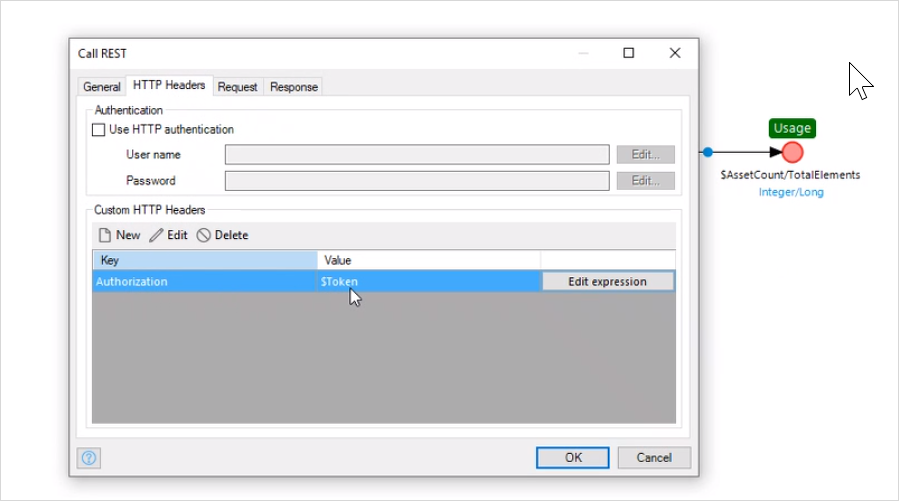 Call REST
General HTTP Headers Request Response
Authentication
Use HTTP authentication
User name Edit...
Password Edit...
Custom HTTP Headers
New Edit Delete
Key Value
Authorization $Token Edit expression
? OK Cancel
Usage
$AssetCount/TotalElements
Integer/Long